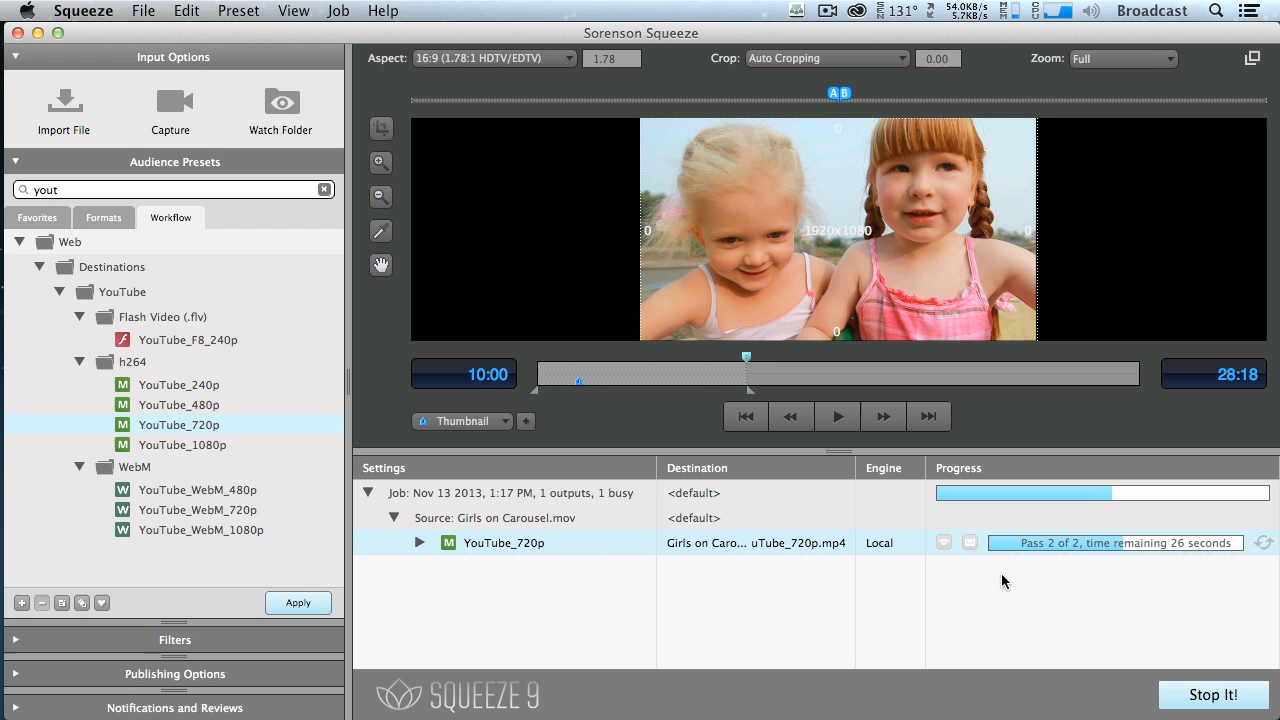 Squeeze File Edit Preset View Job Help 131° 54.0KB/s 5.7KB/s Broadcast
Sorenson Squeeze
Input Options
Import File Capture Watch Folder
Audience Presets
yout
Favorites Formats Workflow
Web
Destinations
YouTube
Flash Video (.flv)
YouTube_F8_240p
h264
M YouTube_240p
M YouTube_480p
M YouTube_720p
M YouTube_1080p
WebM
W YouTube_WebM_480p
W YouTube_WebM_720p
W YouTube_WebM_1080p
Apply
Filters
Publishing Options
Notifications and Reviews
Aspect: 16:9 (1.78:1 HDTV/EDTV) 1.78 Crop: Auto Cropping 0.00 Zoom: Full
A B
0
0 1920x1080 0
0
10:00 28:18
Thumbnail
Settings Destination Engine Progress
Job: Nov 13 2013, 1:17 PM, 1 outputs, 1 busy <default>
Source: Girls on Carousel.mov <default>
M YouTube_720p Girls on Caro... uTube_720p.mp4 Local Pass 2 of 2, time remaining 26 seconds
SQUEEZE 9 Stop It!